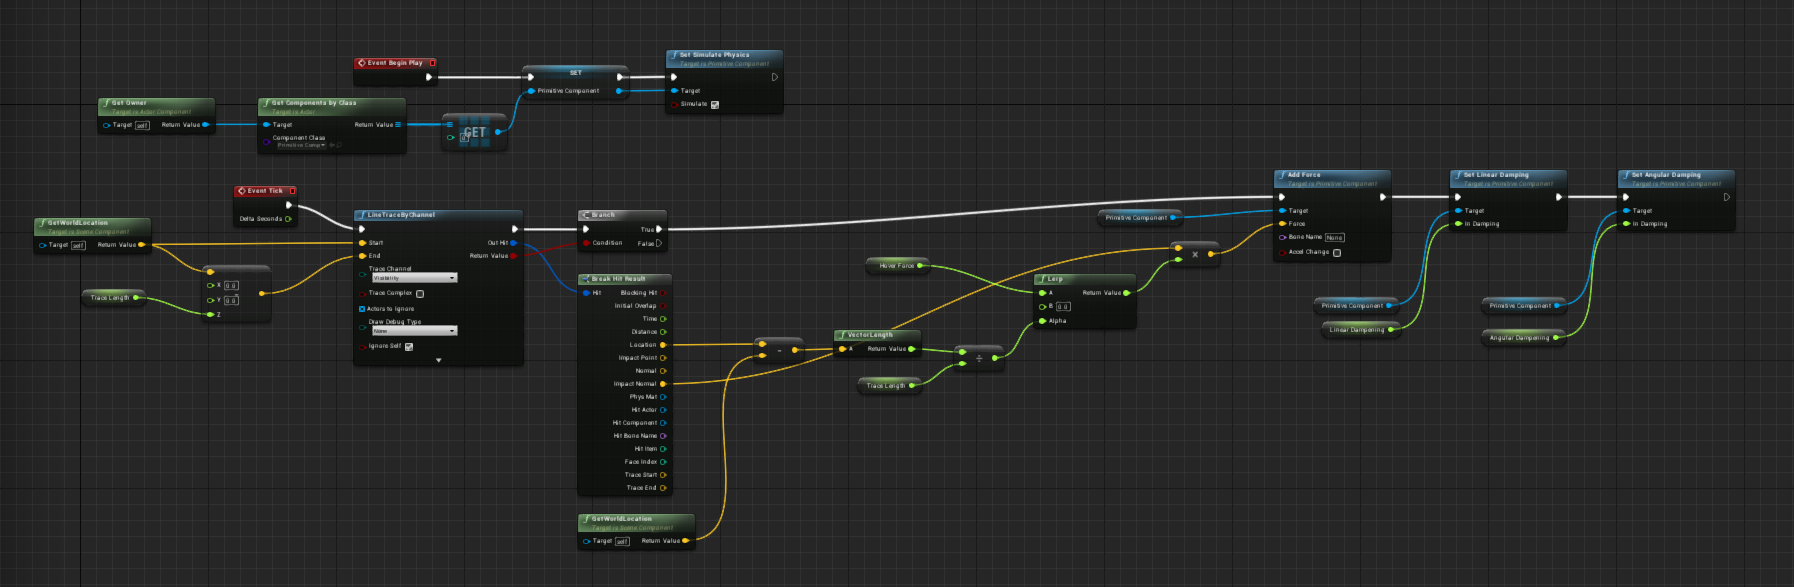 Event Begin Play
SET
Primitive Component
Set Simulate Physics
Target is Primitive Component
Target
Simulate
Get Owner
Target is Actor Component
Target self Return Value
Get Components by Class
Target is Actor
Target Return Value
Component Class
Primitive Comp
GET
Event Tick
Delta Seconds
GetWorldLocation
Target is Scene Component
Target self Return Value
Trace Length
X 0.0
Y 0.0
Z
LineTraceByChannel
Start Out Hit
End Return Value
Trace Channel
Visibility
Trace Complex
Actors to Ignore
Draw Debug Type
None
Ignore Self
Branch
True
Condition False
Break Hit Result
Hit Blocking Hit
Initial Overlap
Time
Distance
Location
Impact Point
Normal
Impact Normal
Phys Mat
Hit Actor
Hit Component
Hit Bone Name
Hit Item
Face Index
Trace Start
Trace End
GetWorldLocation
Target is Scene Component
Target self Return Value
-
VectorLength
A Return Value
Trace Length
÷
Hover Force
Lerp
A Return Value
B 0.0
Alpha
×
Primitive Component
Add Force
Target is Primitive Component
Target
Force
Bone Name None
Accel Change
Set Linear Damping
Target is Primitive Component
Target
In Damping
Primitive Component
Linear Dampening
Set Angular Damping
Target is Primitive Component
Target
In Damping
Primitive Component
Angular Dampening